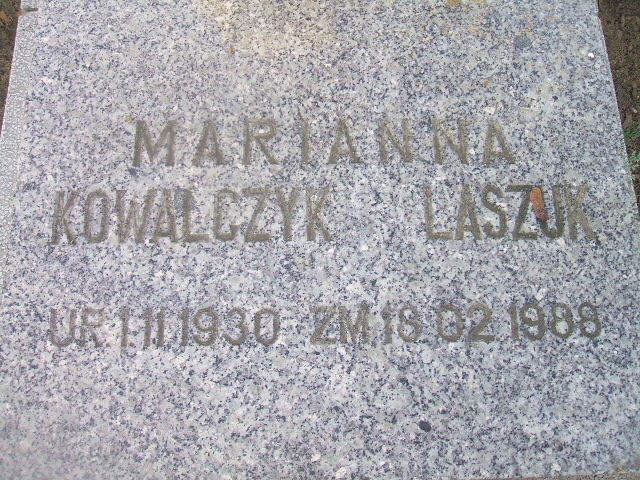 MARIANNA
KOWALCZYK LASZUK
UR 1.11 1930 ZM.18 02 1988